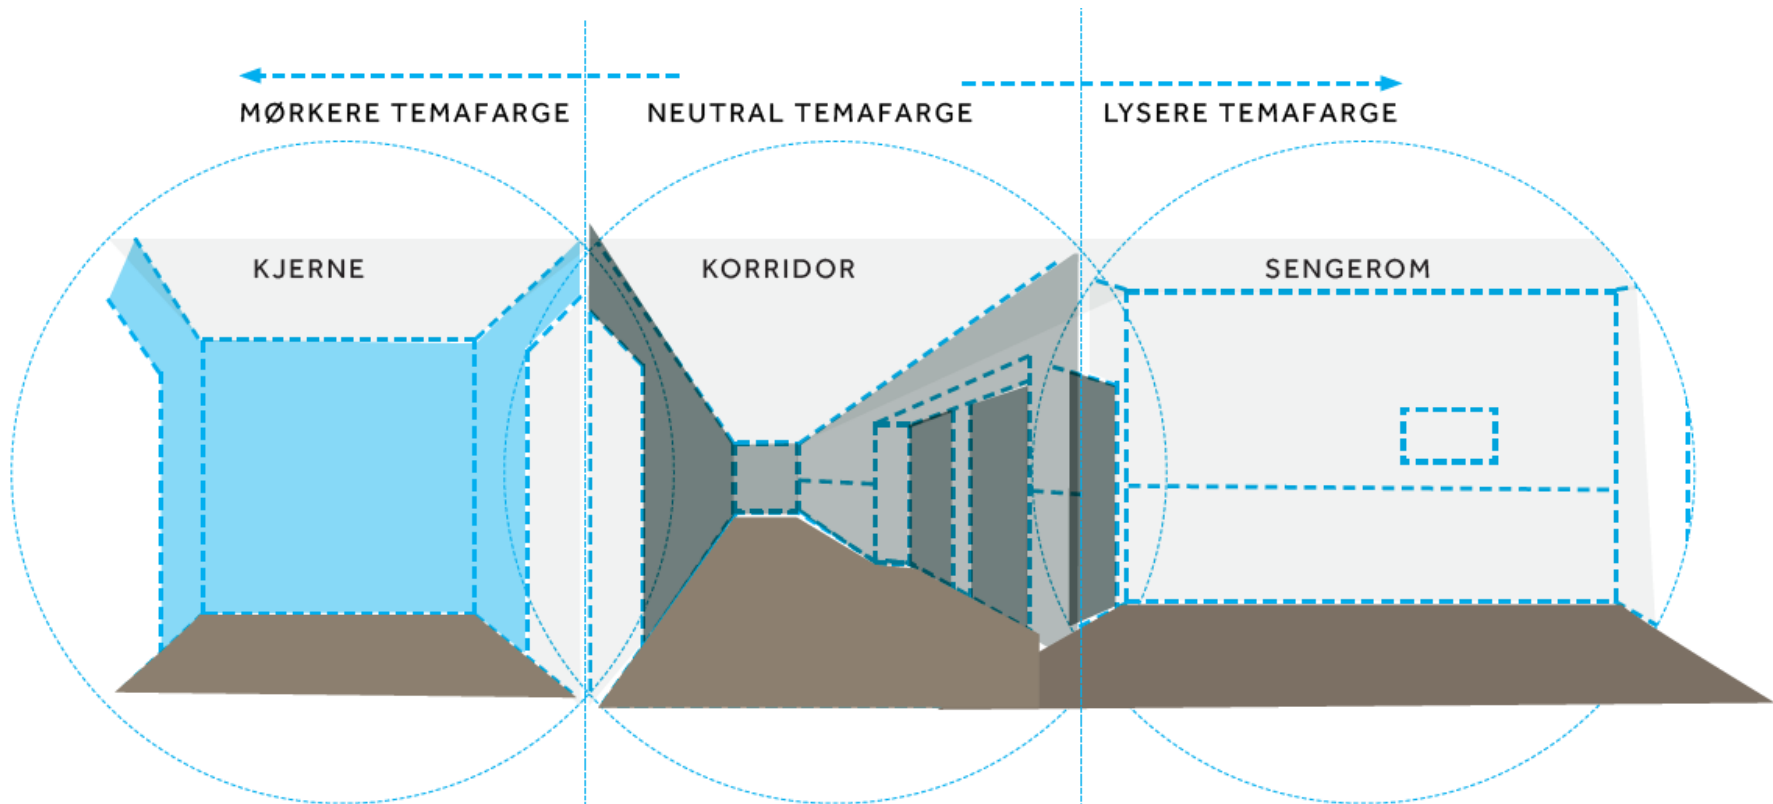 MØRKERE TEMAFARGE
NEUTRAL TEMAFARGE
LYSERE TEMAFARGE
KJERNE
KORRIDOR
SENGEROM